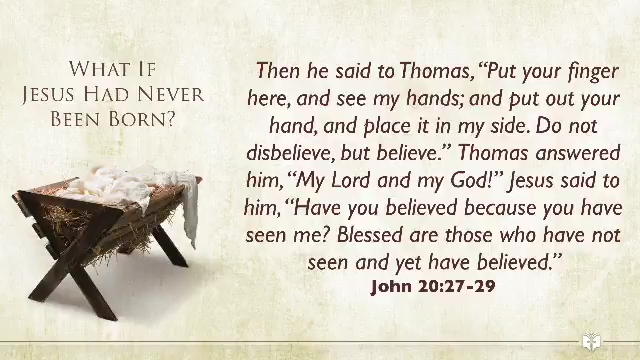 WHAT IF
JESUS HAD NEVER
BEEN BORN?
Then he said to Thomas, “Put your finger
here, and see my hands; and put out your
hand, and place it in my side. Do not
disbelieve, but believe.” Thomas answered
him, “My Lord and my God!” Jesus said to
him, “Have you believed because you have
seen me? Blessed are those who have not
seen and yet have believed.”
John 20:27-29